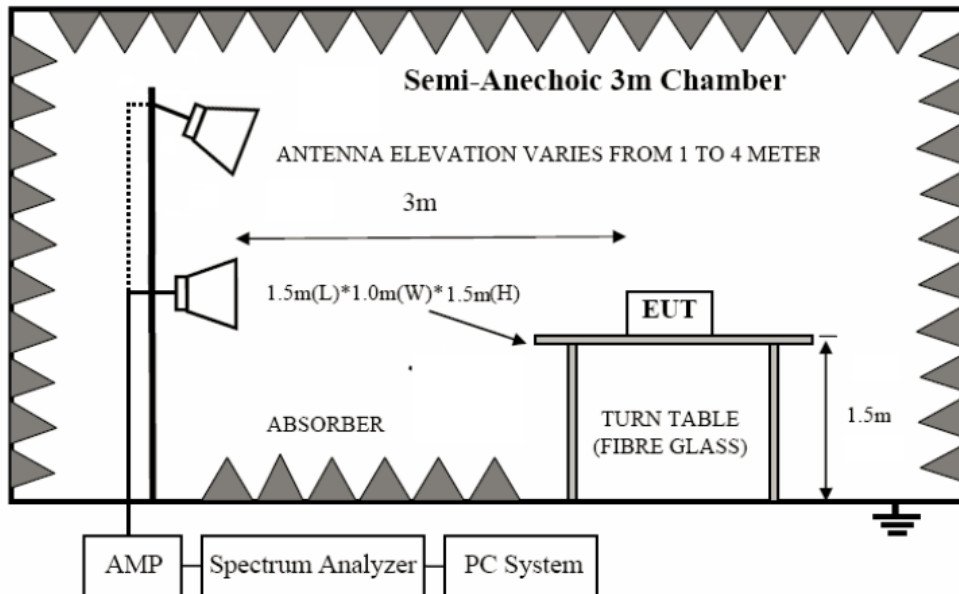 Semi-Anechoic 3m Chamber
ANTENNA ELEVATION VARIES FROM 1 TO 4 METER
3m
1.5m(L)*1.0m(W)*1.5m(H)
EUT
ABSORBER
TURN TABLE
(FIBRE GLASS)
1.5m
AMP
Spectrum Analyzer
PC System